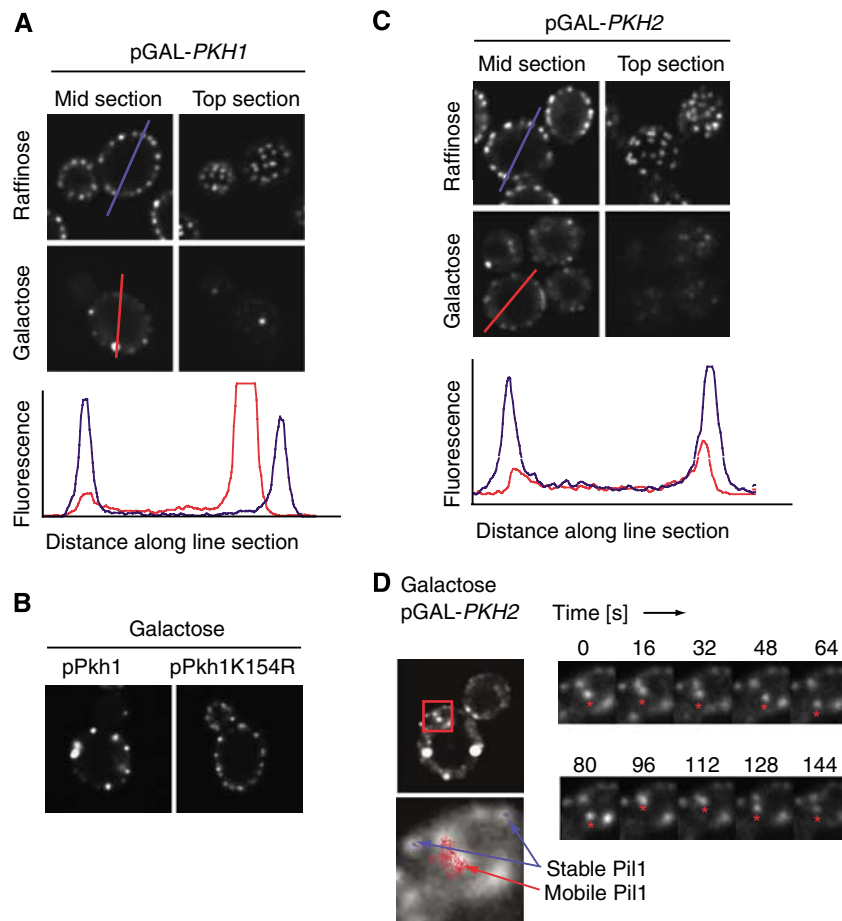 A
pGAL-PKH1
Mid section Top section
Raffinose
Galactose
Fluorescence
Distance along line section
B
Galactose
pPkh1 pPkh1K154R
C
pGAL-PKH2
Mid section Top section
Raffinose
Galactose
Fluorescence
Distance along line section
D
Galactose
pGAL-PKH2
Time [s]
0 16 32 48 64
* * * * *
80 96 112 128 144
* * * * *
Stable Pil1
Mobile Pil1